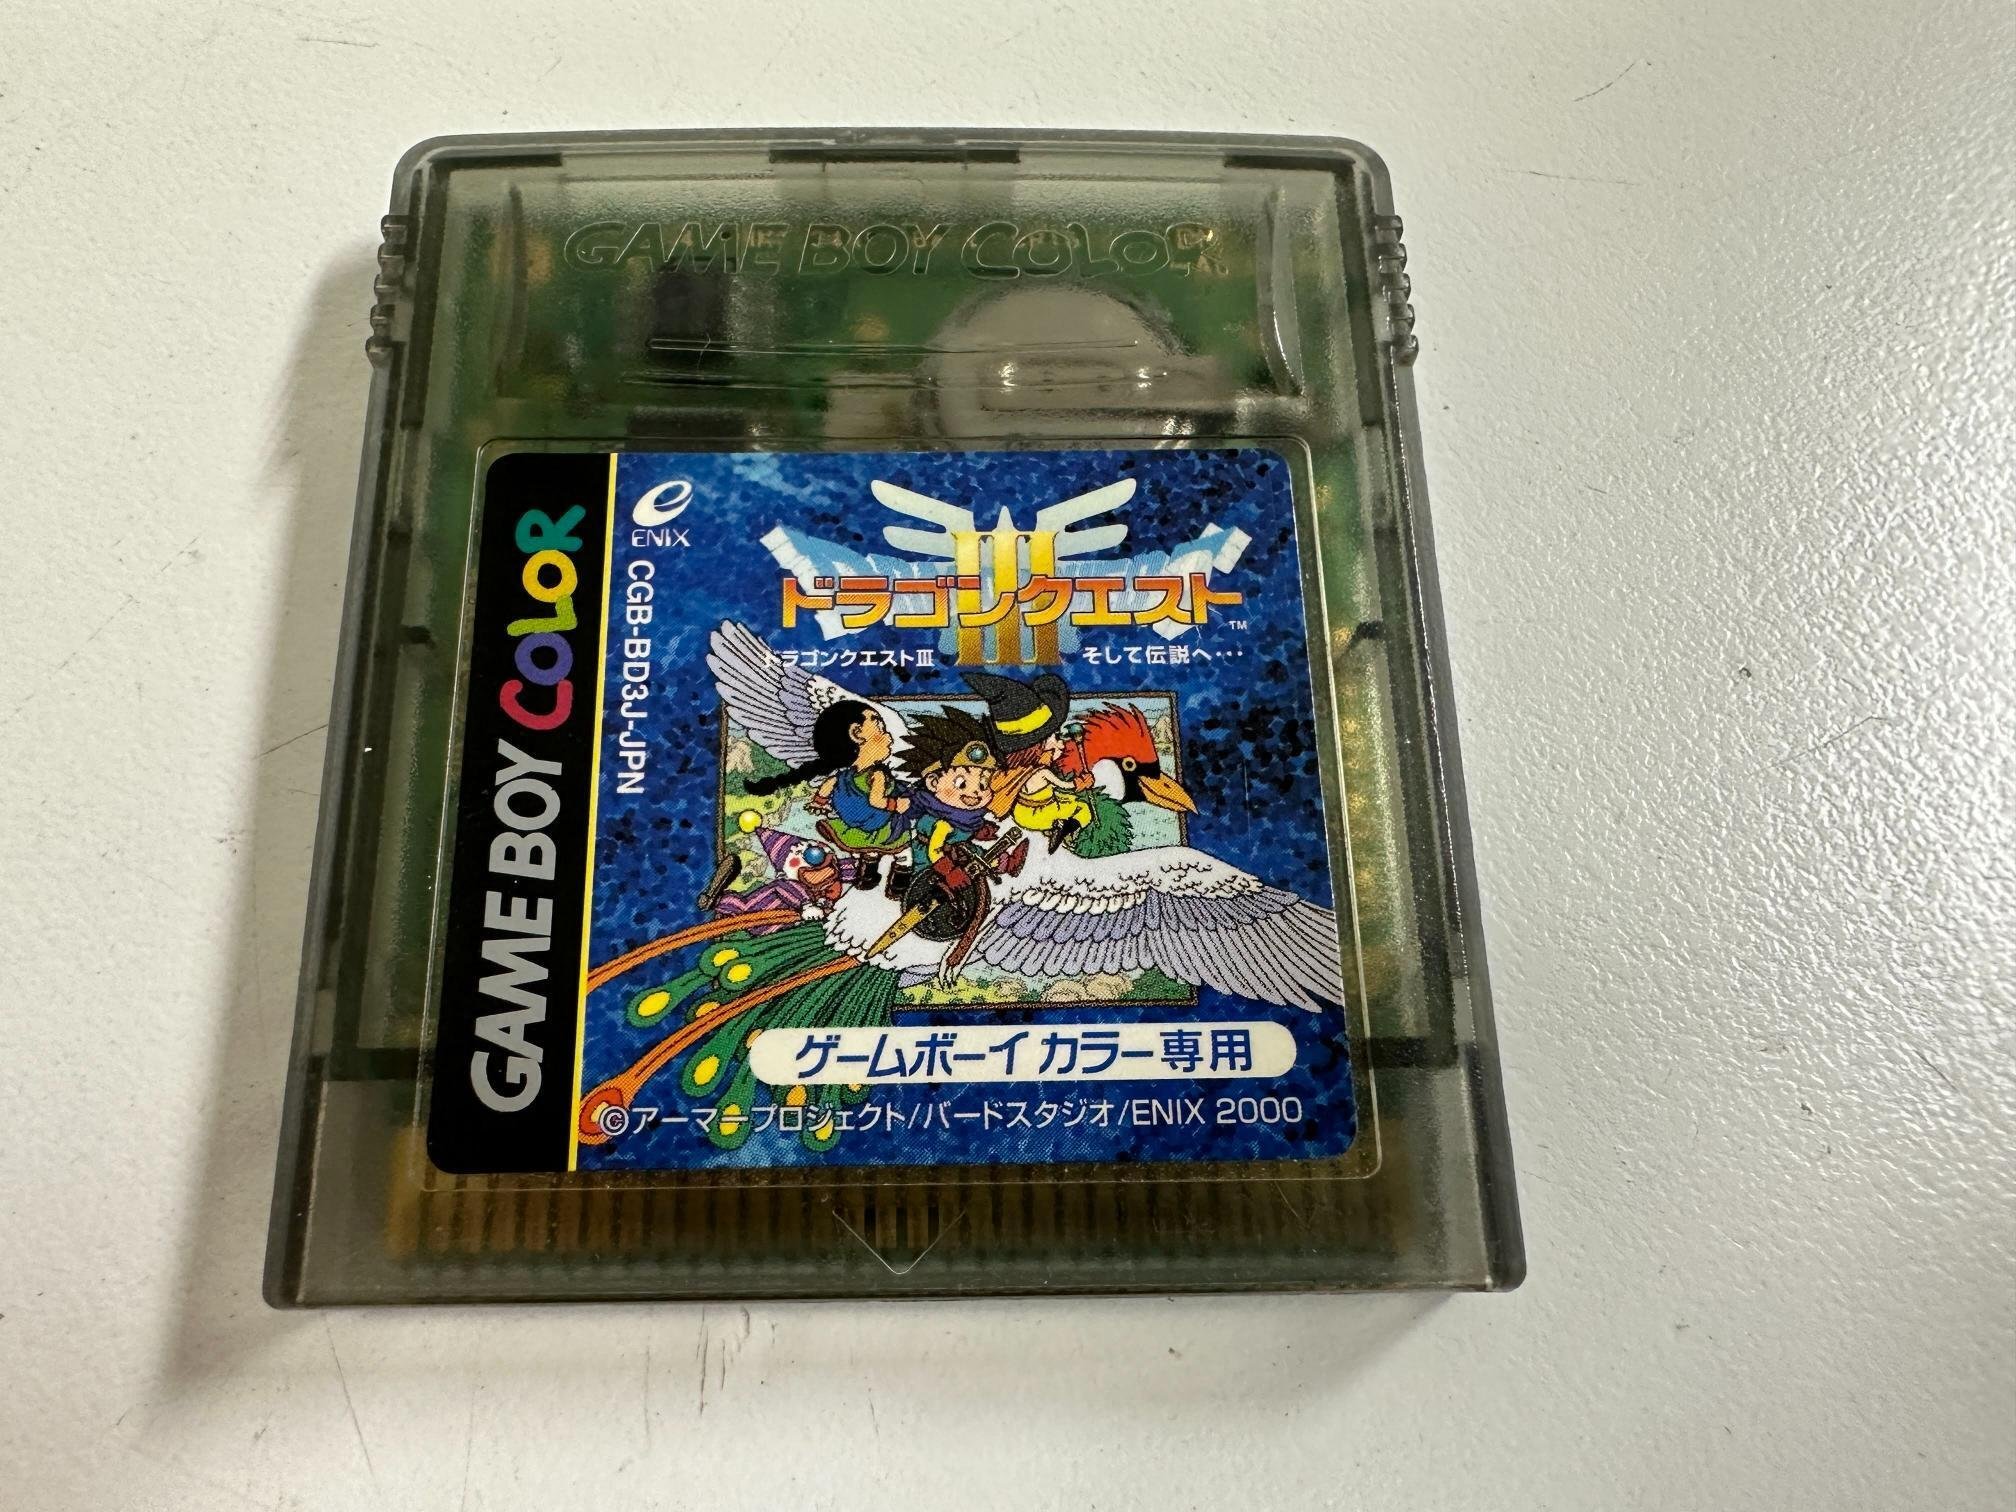 GAME BOY COLOR
GAME BOY COLOR
ENIX
CGB-BD3J-JPN
III
ドラゴンクエスト
TM
ドラゴンクエストⅢ そして伝説へ…
ゲームボーイカラー専用
©アーマープロジェクト/バードスタジオ/ENIX 2000